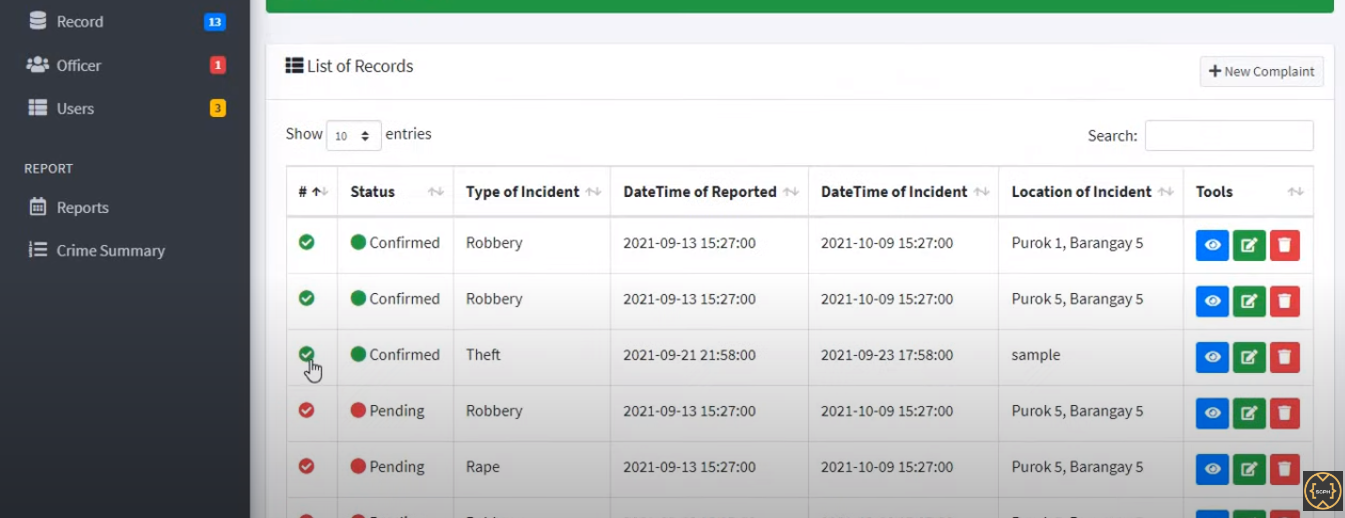 Record 13
Officer 1
Users 3
REPORT
Reports
Crime Summary
List of Records
New Complaint
Show 10 entries
Search:
# Status Type of Incident DateTime of Reported DateTime of Incident Location of Incident Tools
Confirmed Robbery 2021-09-13 15:27:00 2021-10-09 15:27:00 Purok 1, Barangay 5
Confirmed Robbery 2021-09-13 15:27:00 2021-10-09 15:27:00 Purok 5, Barangay 5
Confirmed Theft 2021-09-21 21:58:00 2021-09-23 17:58:00 sample
Pending Robbery 2021-09-13 15:27:00 2021-10-09 15:27:00 Purok 5, Barangay 5
Pending Rape 2021-09-13 15:27:00 2021-10-09 15:27:00 Purok 5, Barangay 5
{SCPH}